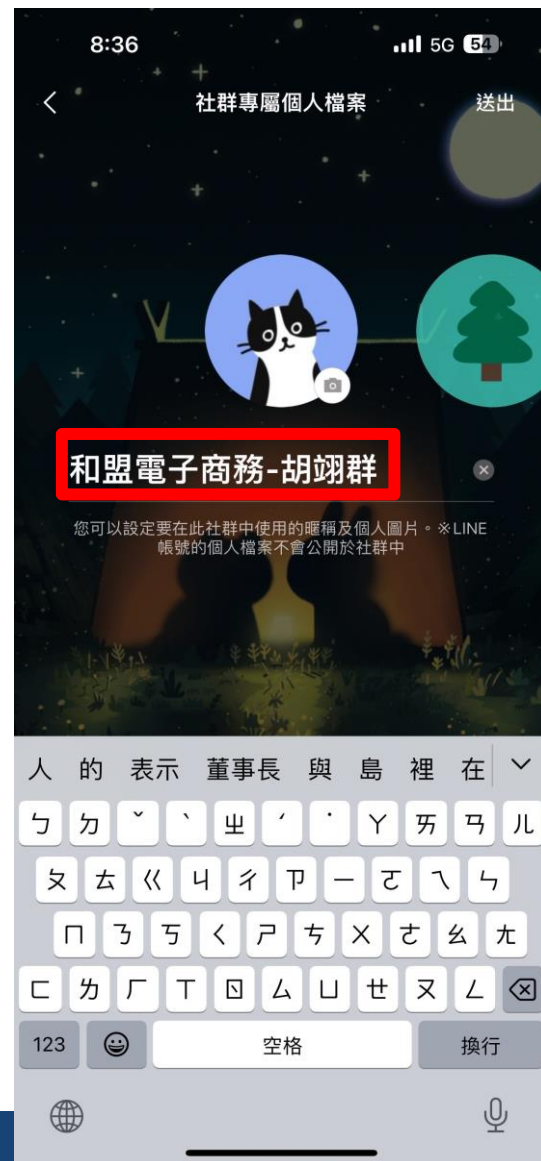 8:36 5G 54
社群專屬個人檔案 送出
和盟電子商務-胡翊群
您可以設定要在此社群中使用的暱稱及個人圖片。※LINE
帳號的個人檔案不會公開於社群中
人 的 表示 董事長 與 島 裡 在
ㄅ ㄉ ˇ ˋ ㄓ ˊ ˙ ㄚ ㄞ ㄢ ㄦ
ㄆ ㄊ ㄍ ㄐ ㄔ ㄗ ㄧ ㄛ ㄟ ㄣ
ㄇ ㄋ ㄎ ㄑ ㄕ ㄘ ㄨ ㄜ ㄠ ㄤ
ㄈ ㄌ ㄏ ㄒ ㄖ ㄙ ㄩ ㄝ ㄡ ㄥ
123 空格 換行